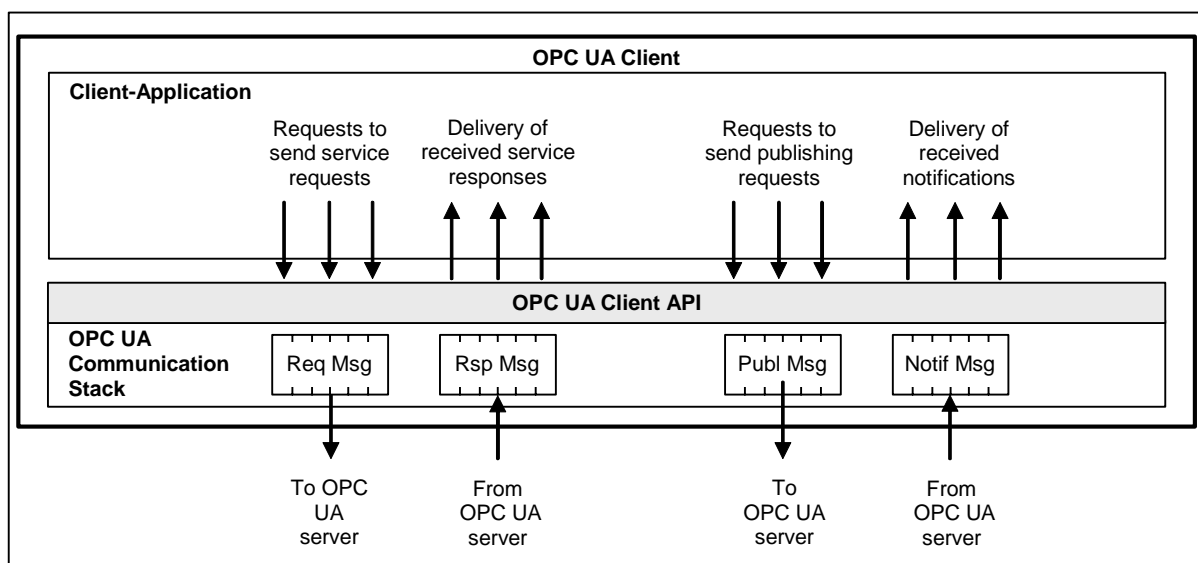 OPC UA Client
Client-Application
Requests to
send service
requests
Delivery of
received service
responses
Requests to
send publishing
requests
Delivery of
received
notifications
OPC UA Client API
OPC UA
Communication
Stack
Req Msg
Rsp Msg
Publ Msg
Notif Msg
To OPC
UA
server
From
OPC UA
server
To
OPC UA
server
From
OPC UA
server